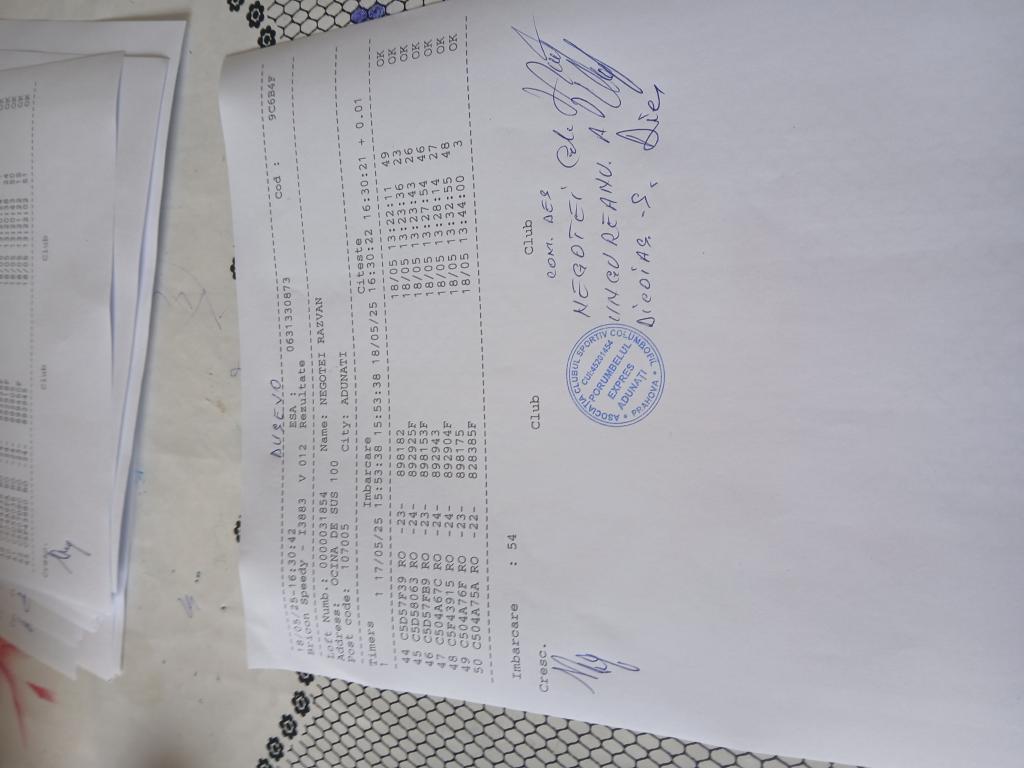 DUSEVO
18/05/25-16:30:42 ESA: 0631330873 Cod : 9C6B4F
Bricon Speedy - I3883 V 012 Rezultate
Loft Numb.: 0000031854 Name: NEGOTEI RAZVAN
Address: OCINA DE SUS 100
Post code: 107005 City: ADUNATI
Timers Imbarcare Citeste
1 1 17/05/25 15:53:38 15:53:38 18/05/25 16:30:22 16:30:21 + 0.01
44 C5D57F39 RO -23- 898182 18/05 13:22:11 49 OK
45 C5D58063 RO -24- 892925F 18/05 13:23:36 23 OK
46 C5D57FB9 RO -23- 898153F 18/05 13:23:43 26 OK
47 C504A67C RO -24- 892943 18/05 13:27:54 46 OK
48 C5F43915 RO -24- 892904F 18/05 13:28:14 27 OK
49 C504A76F RO -23- 898175 18/05 13:32:55 48 OK
50 C504A75A RO -22- 828385F 18/05 13:44:00 3 OK
Imbarcare : 54
Cresc. Club Club
COM. DES
NEGOTEI
UNGUREANU. A
ASOCIATIA CLUBUL SPORTIV COLUMBOFIL
CUI:45201454
PORUMBELUL
EXPRES
ADUNATI
* PRAHOVA *
Club Club
Cresc.